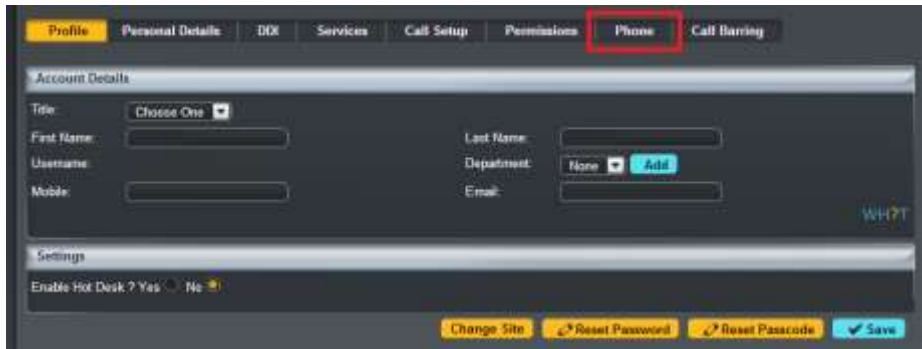 Profile Personal Details DDI Services Call Setup Permissions Phone Call Barring
Account Details
Title: Choose One
First Name: Last Name:
Username: Department: None Add
Mobile: Email:
WH?T
Settings
Enable Hot Desk ? Yes No
Change Site Reset Password Reset Passcode Save